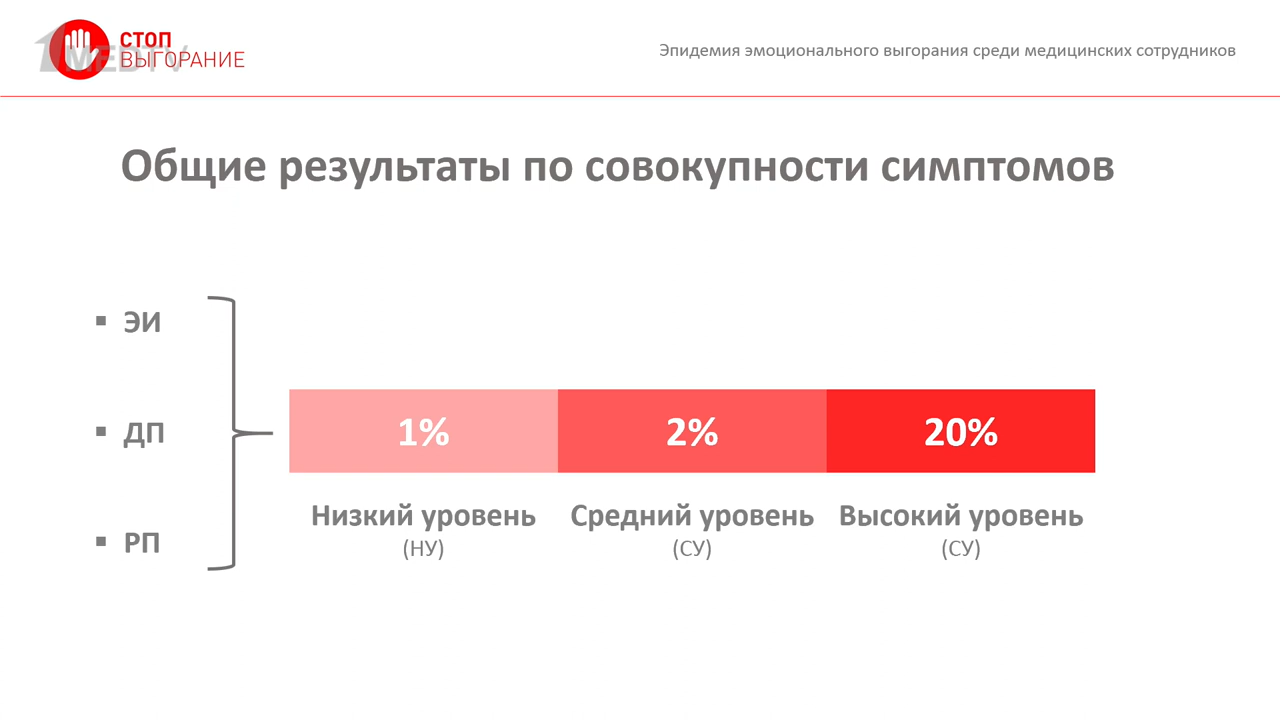 СТОП
ВЫГОРАНИЕ
MEDTV
Эпидемия эмоционального выгорания среди медицинских сотрудников
Общие результаты по совокупности симптомов
▪ ЭИ
▪ ДП
▪ РП
1% 2% 20%
Низкий уровень Средний уровень Высокий уровень
(НУ) (СУ) (СУ)